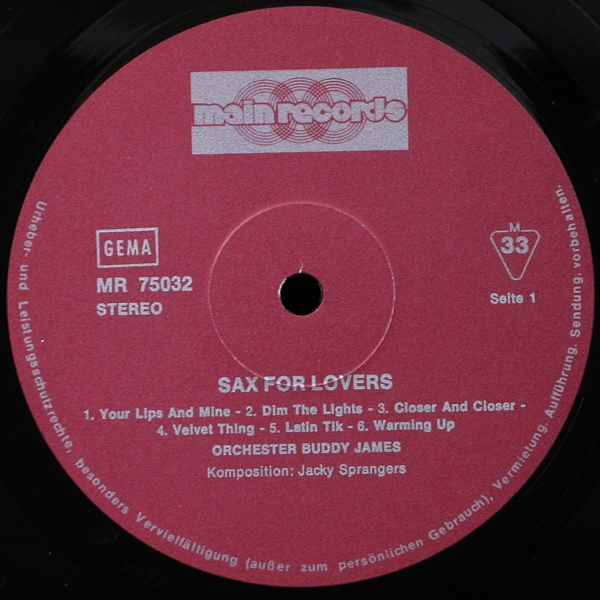 main records
GEMA
MR 75032
STEREO
M
33
Seite 1
SAX FOR LOVERS
1. Your Lips And Mine - 2. Dim The Lights - 3. Closer And Closer -
4. Velvet Thing - 5. Latin Tik - 6. Warming Up
ORCHESTER BUDDY JAMES
Komposition: Jacky Sprangers
Urheber- und Leistungsschutzrechte, besonders Vervielfältigung (außer zum persönlichen Gebrauch), Vermietung. Aufführung. Sendung. vorbehalten.